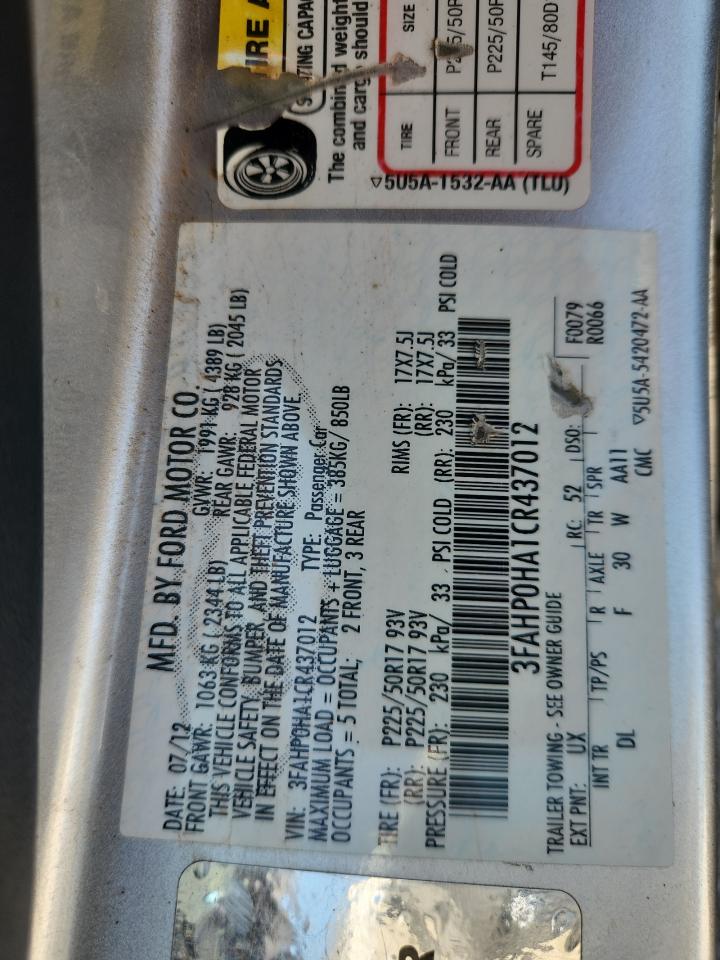 TIRE A
SEATING CAPA
The combined weight
and cargo should
TIRE SIZE
FRONT P225/50R
REAR P225/50R
SPARE T145/80D
▽5U5A-1532-AA (TLU)
MFD. BY FORD MOTOR CO.
DATE: 07/12 GVWR: 1991 KG ( 4389 LB)
FRONT GAWR: 1063 KG ( 2344 LB) REAR GAWR: 928 KG ( 2045 LB)
THIS VEHICLE CONFORMS TO ALL APPLICABLE FEDERAL MOTOR
VEHICLE SAFETY, BUMPER, AND THEFT PREVENTION STANDARDS
IN EFFECT ON THE DATE OF MANUFACTURE SHOWN ABOVE.
VIN: 3FAHP0HA1CR437012 TYPE: Passenger Car
MAXIMUM LOAD = OCCUPANTS + LUGGAGE = 385KG/ 850LB
OCCUPANTS = 5 TOTAL; 2 FRONT, 3 REAR
TIRE (FR): P225/50R17 93V RIMS (FR): 17X7.5J
(RR): P225/50R17 93V (RR): 17X7.5J
PRESSURE (FR): 230 kPa/ 33 PSI COLD (RR): 230 kPa/ 33 PSI COLD
3FAHP0HA1CR437012
TRAILER TOWING - SEE OWNER GUIDE
EXT PNT: UX RC: 52 DSO: F0079
R0066
INT TR TP/PS R AXLE TR SPR
DL F 30 W AA11
CMC
▽5U5A-5420472-AA
R